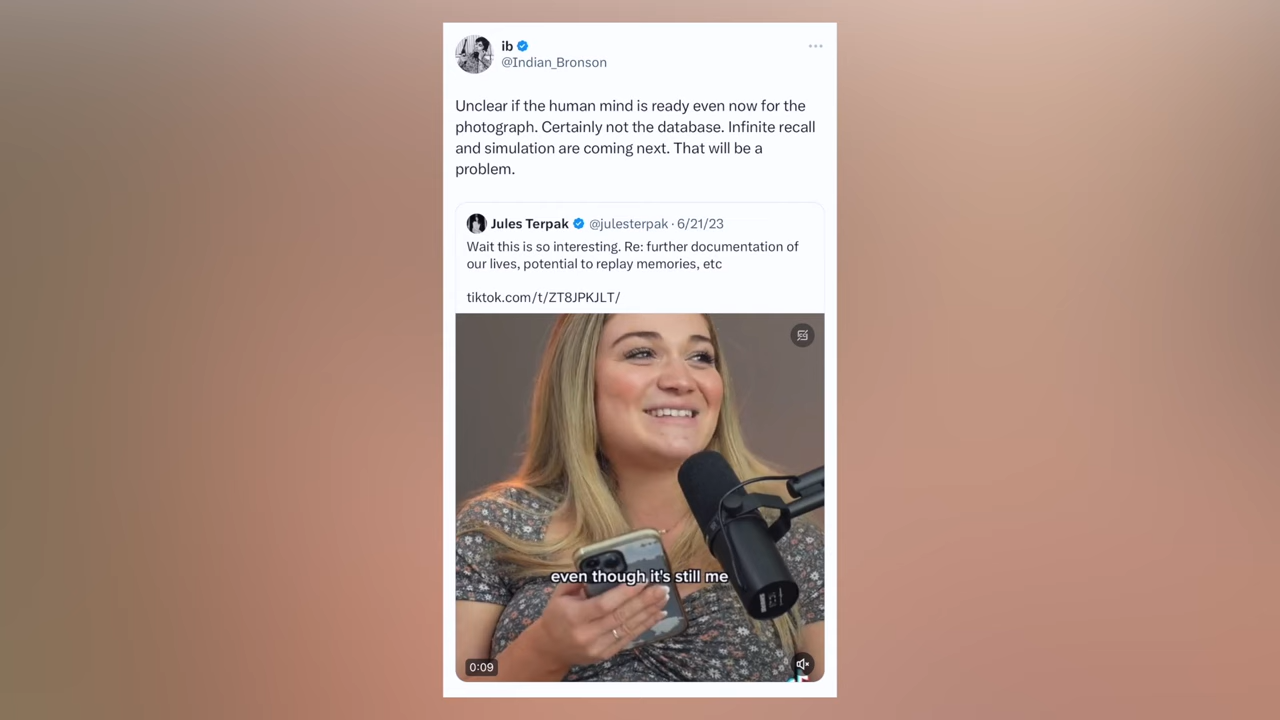 ib
@Indian_Bronson
Unclear if the human mind is ready even now for the
photograph. Certainly not the database. Infinite recall
and simulation are coming next. That will be a
problem.
Jules Terpak @julesterpak · 6/21/23
Wait this is so interesting. Re: further documentation of
our lives, potential to replay memories, etc
tiktok.com/t/ZT8JPKJLT/
even though it's still me
0:09